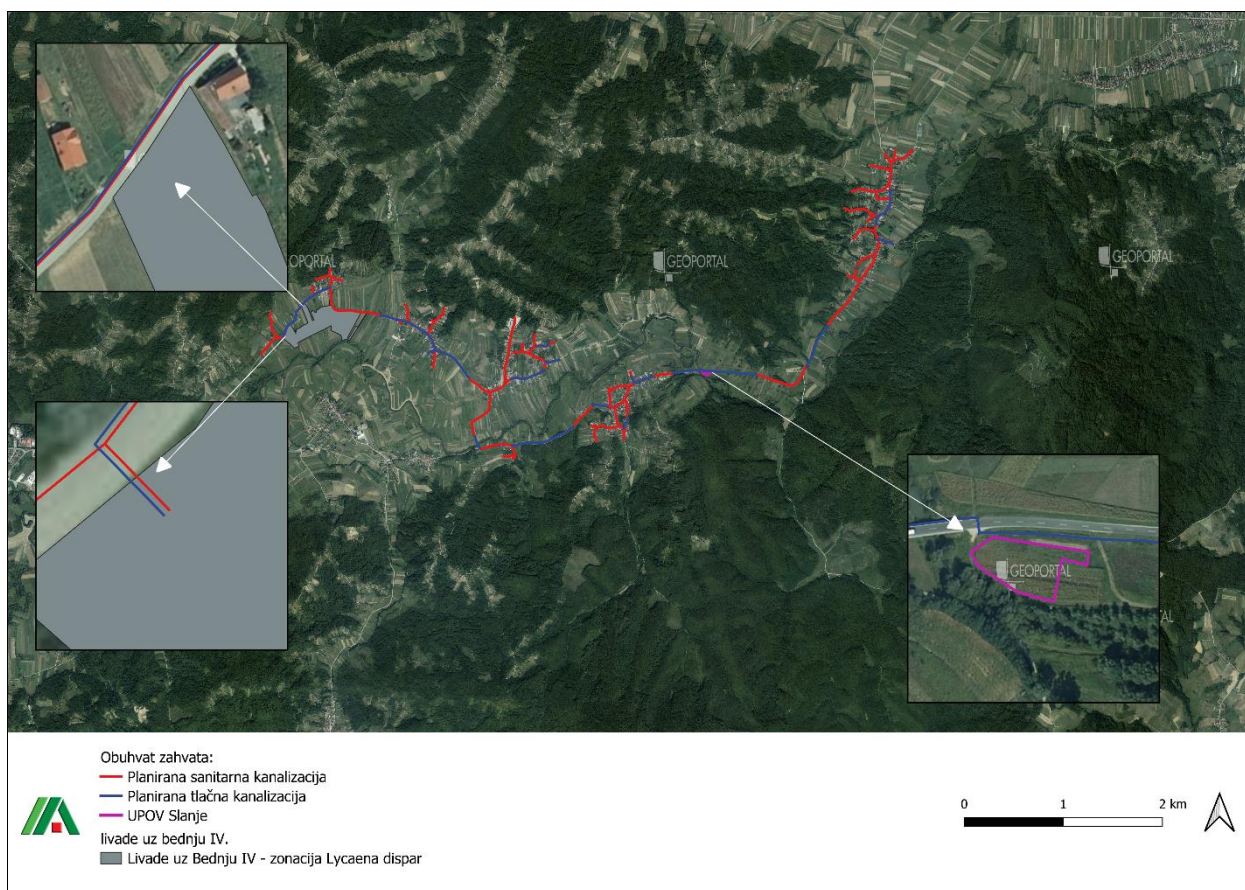 OPORTAL
GEOPORTAL
GEOPORTAL
GEOPORTAL
AL
Obuhvat zahvata:
Planirana sanitarna kanalizacija
Planirana tlačna kanalizacija
UPOV Slanje
livade uz bednju IV.
Livade uz Bednju IV - zonacija Lycaena dispar
0 1 2 km